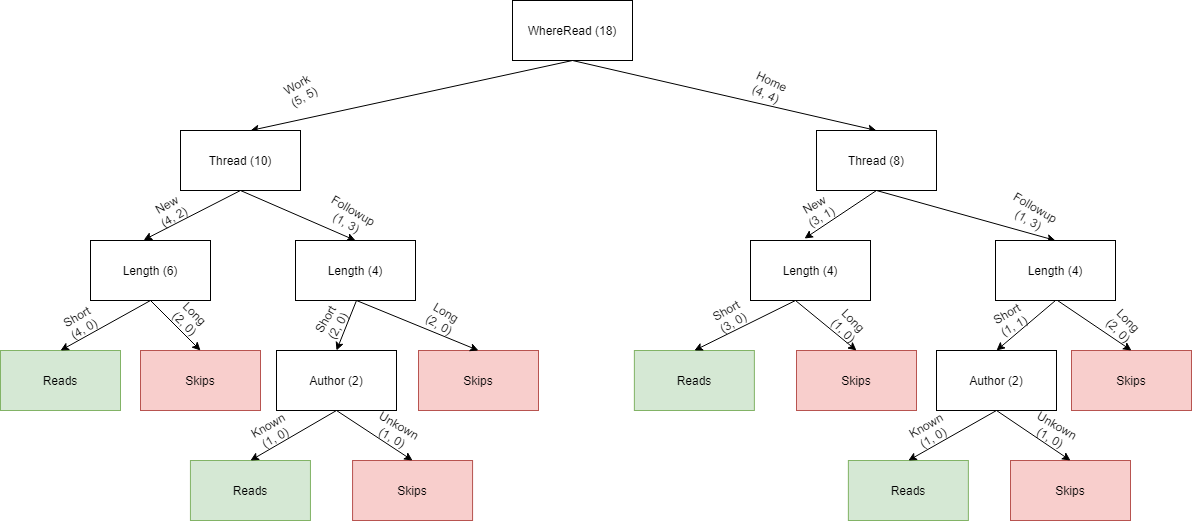 WhereRead (18)
Work
(5, 5)
Home
(4, 4)
Thread (10)
Thread (8)
New
(4, 2)
Followup
(1, 3)
New
(3, 1)
Followup
(1, 3)
Length (6)
Length (4)
Length (4)
Length (4)
Short
(4, 0)
Long
(2, 0)
Short
(2, 0)
Long
(2, 0)
Short
(3, 0)
Long
(1, 0)
Short
(1, 1)
Long
(2, 0)
Reads
Skips
Author (2)
Skips
Reads
Skips
Author (2)
Skips
Known
(1, 0)
Unkown
(1, 0)
Known
(1, 0)
Unkown
(1, 0)
Reads
Skips
Reads
Skips